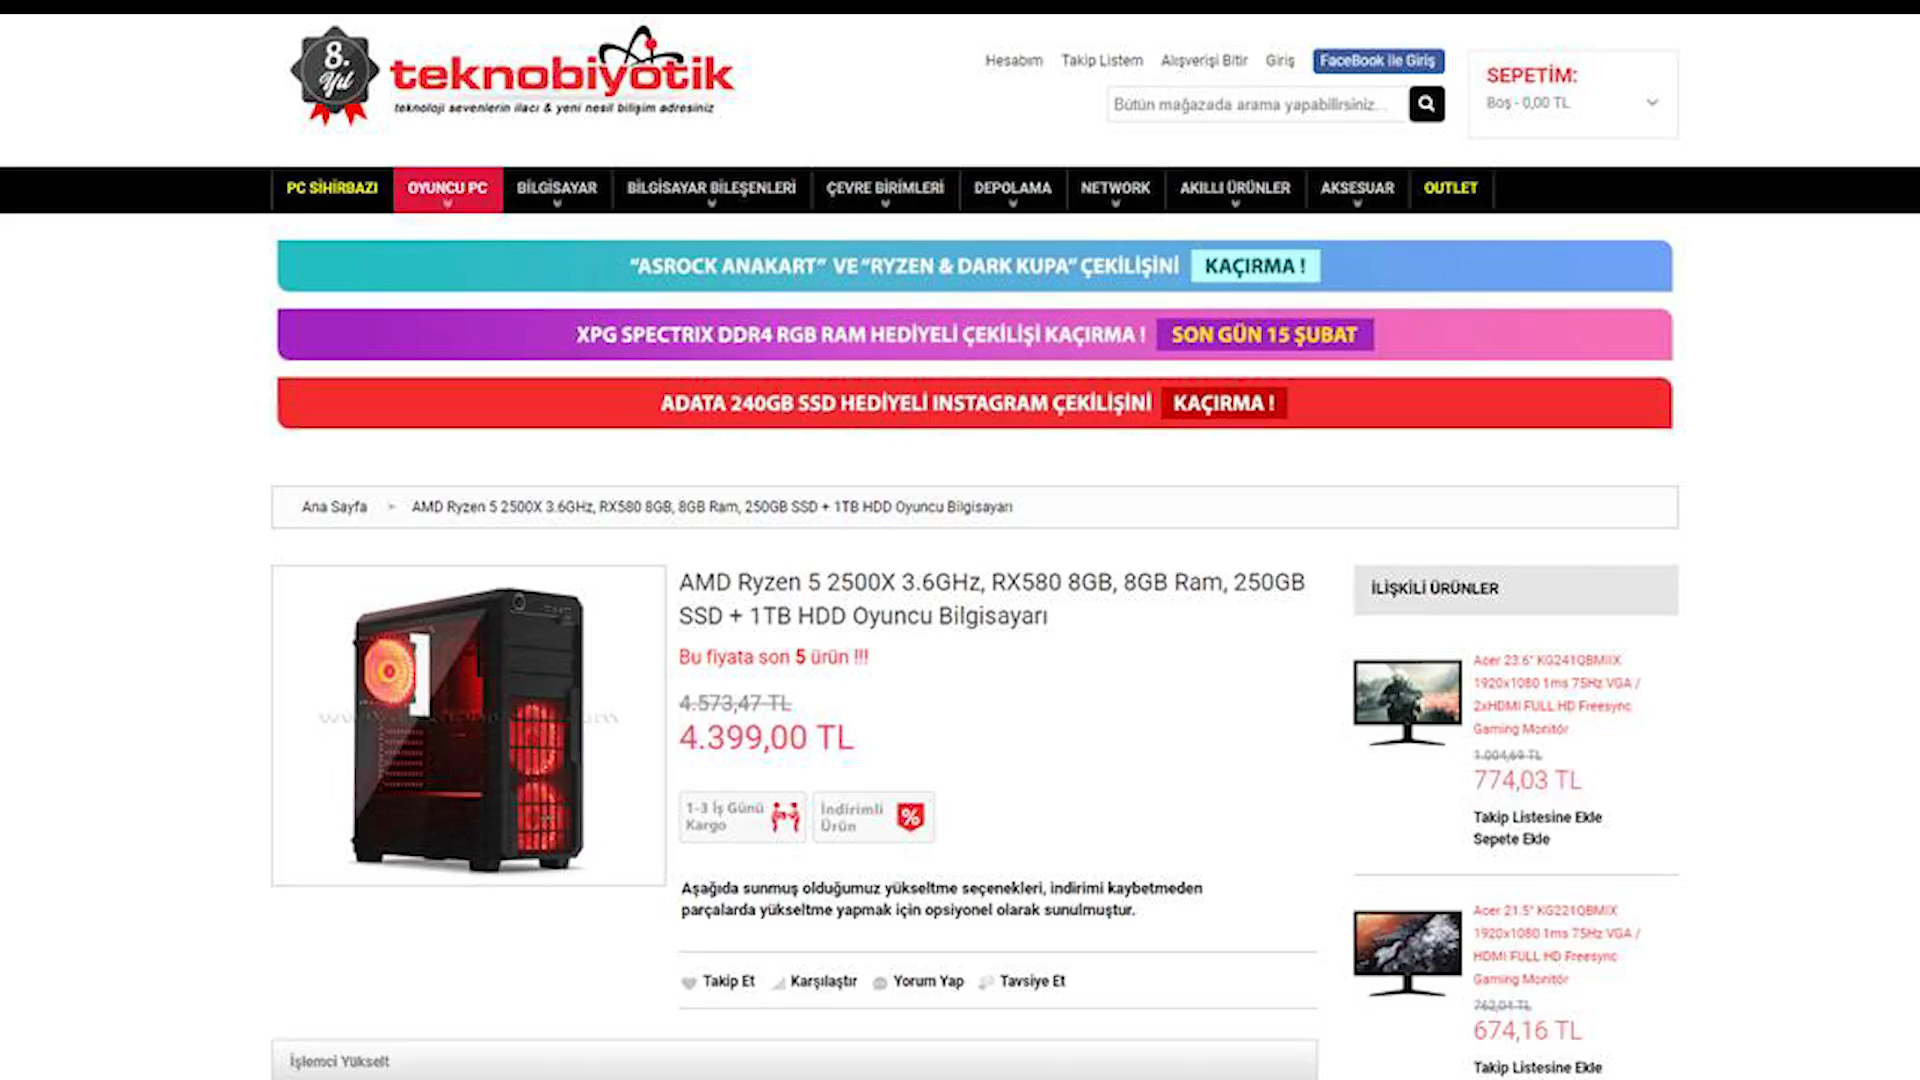 8.
Yıl
teknobiyotik
teknoloji sevenlerin ilacı & yeni nesil bilişim adresiniz
Hesabım Takip Listem Alışverişi Bitir Giriş FaceBook ile Giriş
Bütün mağazada arama yapabilirsiniz...
SEPETİM:
Boş - 0,00 TL
PC SİHİRBAZI OYUNCU PC BİLGİSAYAR BİLGİSAYAR BİLEŞENLERİ ÇEVRE BİRİMLERİ DEPOLAMA NETWORK AKILLI ÜRÜNLER AKSESUAR OUTLET
"ASROCK ANAKART" VE "RYZEN & DARK KUPA" ÇEKİLİŞİNİ KAÇIRMA !
XPG SPECTRIX DDR4 RGB RAM HEDİYELİ ÇEKİLİŞİ KAÇIRMA ! SON GÜN 15 ŞUBAT
ADATA 240GB SSD HEDİYELİ INSTAGRAM ÇEKİLİŞİNİ KAÇIRMA !
Ana Sayfa > AMD Ryzen 5 2500X 3.6GHz, RX580 8GB, 8GB Ram, 250GB SSD + 1TB HDD Oyuncu Bilgisayarı
AMD Ryzen 5 2500X 3.6GHz, RX580 8GB, 8GB Ram, 250GB
SSD + 1TB HDD Oyuncu Bilgisayarı
Bu fiyata son 5 ürün !!!
4.573,47 TL
4.399,00 TL
1-3 İş Günü
Kargo
İndirimli
Ürün
%
Aşağıda sunmuş olduğumuz yükseltme seçenekleri, indirimi kaybetmeden
parçalarda yükseltme yapmak için opsiyonel olarak sunulmuştur.
Takip Et Karşılaştır Yorum Yap Tavsiye Et
İşlemci Yükselt
İLİŞKİLİ ÜRÜNLER
Acer 23.6" KG241QBMIIX
1920x1080 1ms 75Hz VGA /
2xHDMI FULL HD Freesync
Gaming Monitör
1.004,69 TL
774,03 TL
Takip Listesine Ekle
Sepete Ekle
Acer 21.5" KG221QBMIX
1920x1080 1ms 75Hz VGA /
HDMI FULL HD Freesync
Gaming Monitör
762,04 TL
674,16 TL
Takip Listesine Ekle